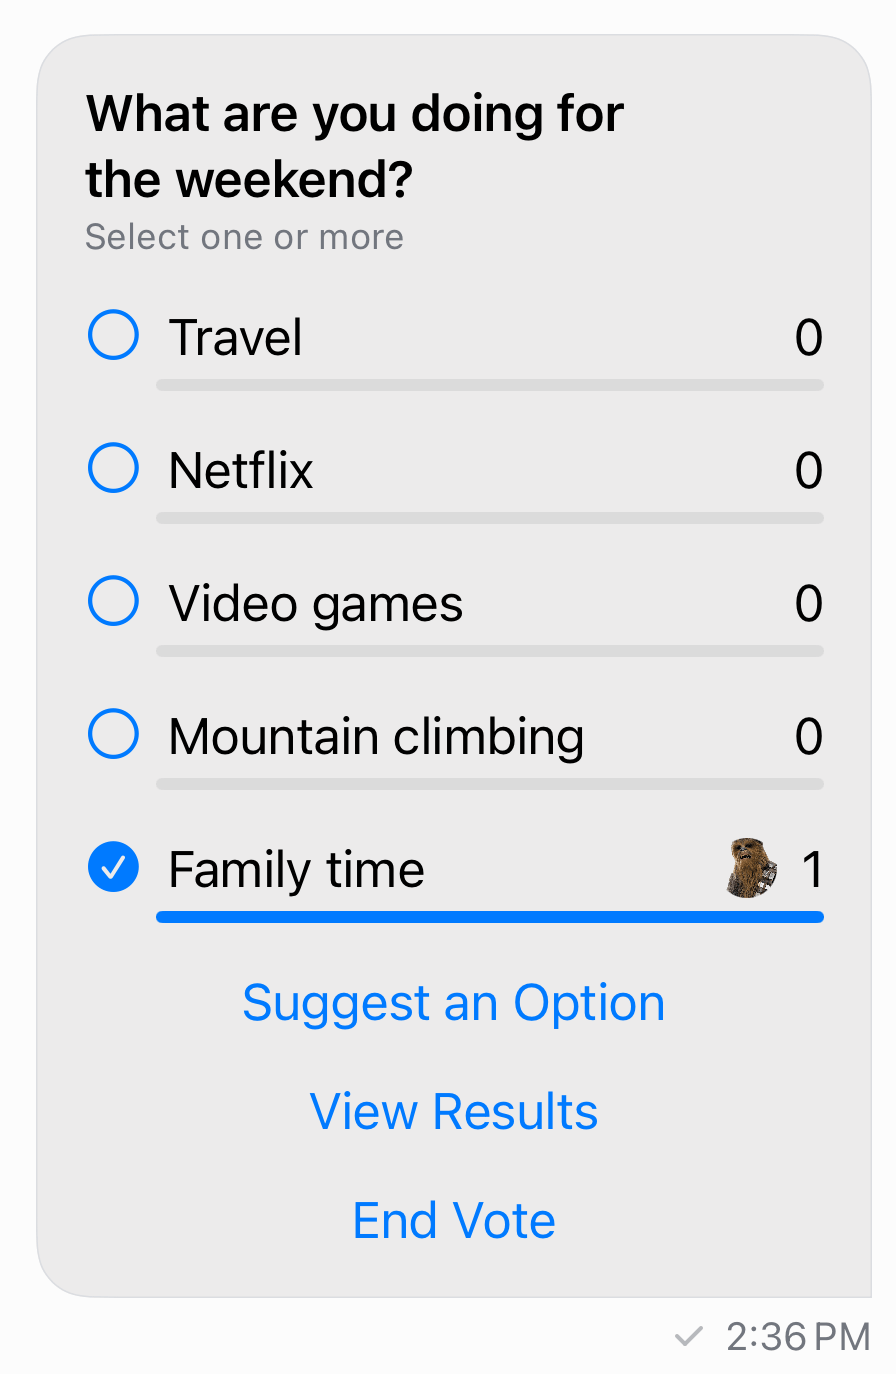 What are you doing for
the weekend?
Select one or more
Travel 0
Netflix 0
Video games 0
Mountain climbing 0
Family time 1
Suggest an Option
View Results
End Vote
2:36 PM